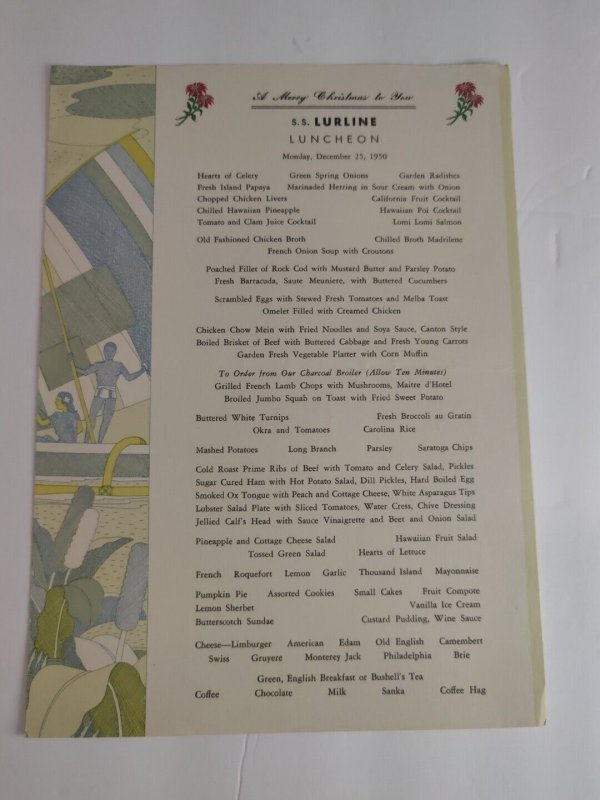 A Merry Christmas to You
S.S. LURLINE
LUNCHEON
Monday, December 25, 1950
Hearts of Celery Green Spring Onions Garden Radishes
Fresh Island Papaya Marinaded Herring in Sour Cream with Onion
Chopped Chicken Livers California Fruit Cocktail
Chilled Hawaiian Pineapple Hawaiian Poi Cocktail
Tomato and Clam Juice Cocktail Lomi Lomi Salmon
Old Fashioned Chicken Broth Chilled Broth Madrilene
French Onion Soup with Croutons
Poached Fillet of Rock Cod with Mustard Butter and Parsley Potato
Fresh Barracuda, Saute Meuniere, with Buttered Cucumbers
Scrambled Eggs with Stewed Fresh Tomatoes and Melba Toast
Omelet Filled with Creamed Chicken
Chicken Chow Mein with Fried Noodles and Soya Sauce, Canton Style
Boiled Brisket of Beef with Buttered Cabbage and Fresh Young Carrots
Garden Fresh Vegetable Platter with Corn Muffin
To Order from Our Charcoal Broiler (Allow Ten Minutes)
Grilled French Lamb Chops with Mushrooms, Maitre d'Hotel
Broiled Jumbo Squab on Toast with Fried Sweet Potato
Buttered White Turnips Fresh Broccoli au Gratin
Okra and Tomatoes Carolina Rice
Mashed Potatoes Long Branch Parsley Saratoga Chips
Cold Roast Prime Ribs of Beef with Tomato and Celery Salad, Pickles
Sugar Cured Ham with Hot Potato Salad, Dill Pickles, Hard Boiled Egg
Smoked Ox Tongue with Peach and Cottage Cheese, White Asparagus Tips
Lobster Salad Plate with Sliced Tomatoes, Water Cress, Chive Dressing
Jellied Calf's Head with Sauce Vinaigrette and Beet and Onion Salad
Pineapple and Cottage Cheese Salad Hawaiian Fruit Salad
Tossed Green Salad Hearts of Lettuce
French Roquefort Lemon Garlic Thousand Island Mayonnaise
Pumpkin Pie Assorted Cookies Small Cakes Fruit Compote
Lemon Sherbet Vanilla Ice Cream
Butterscotch Sundae Custard Pudding, Wine Sauce
Cheese—Limburger American Edam Old English Camembert
Swiss Gruyere Monterey Jack Philadelphia Brie
Green, English Breakfast or Bushell's Tea
Coffee Chocolate Milk Sanka Coffee Hag